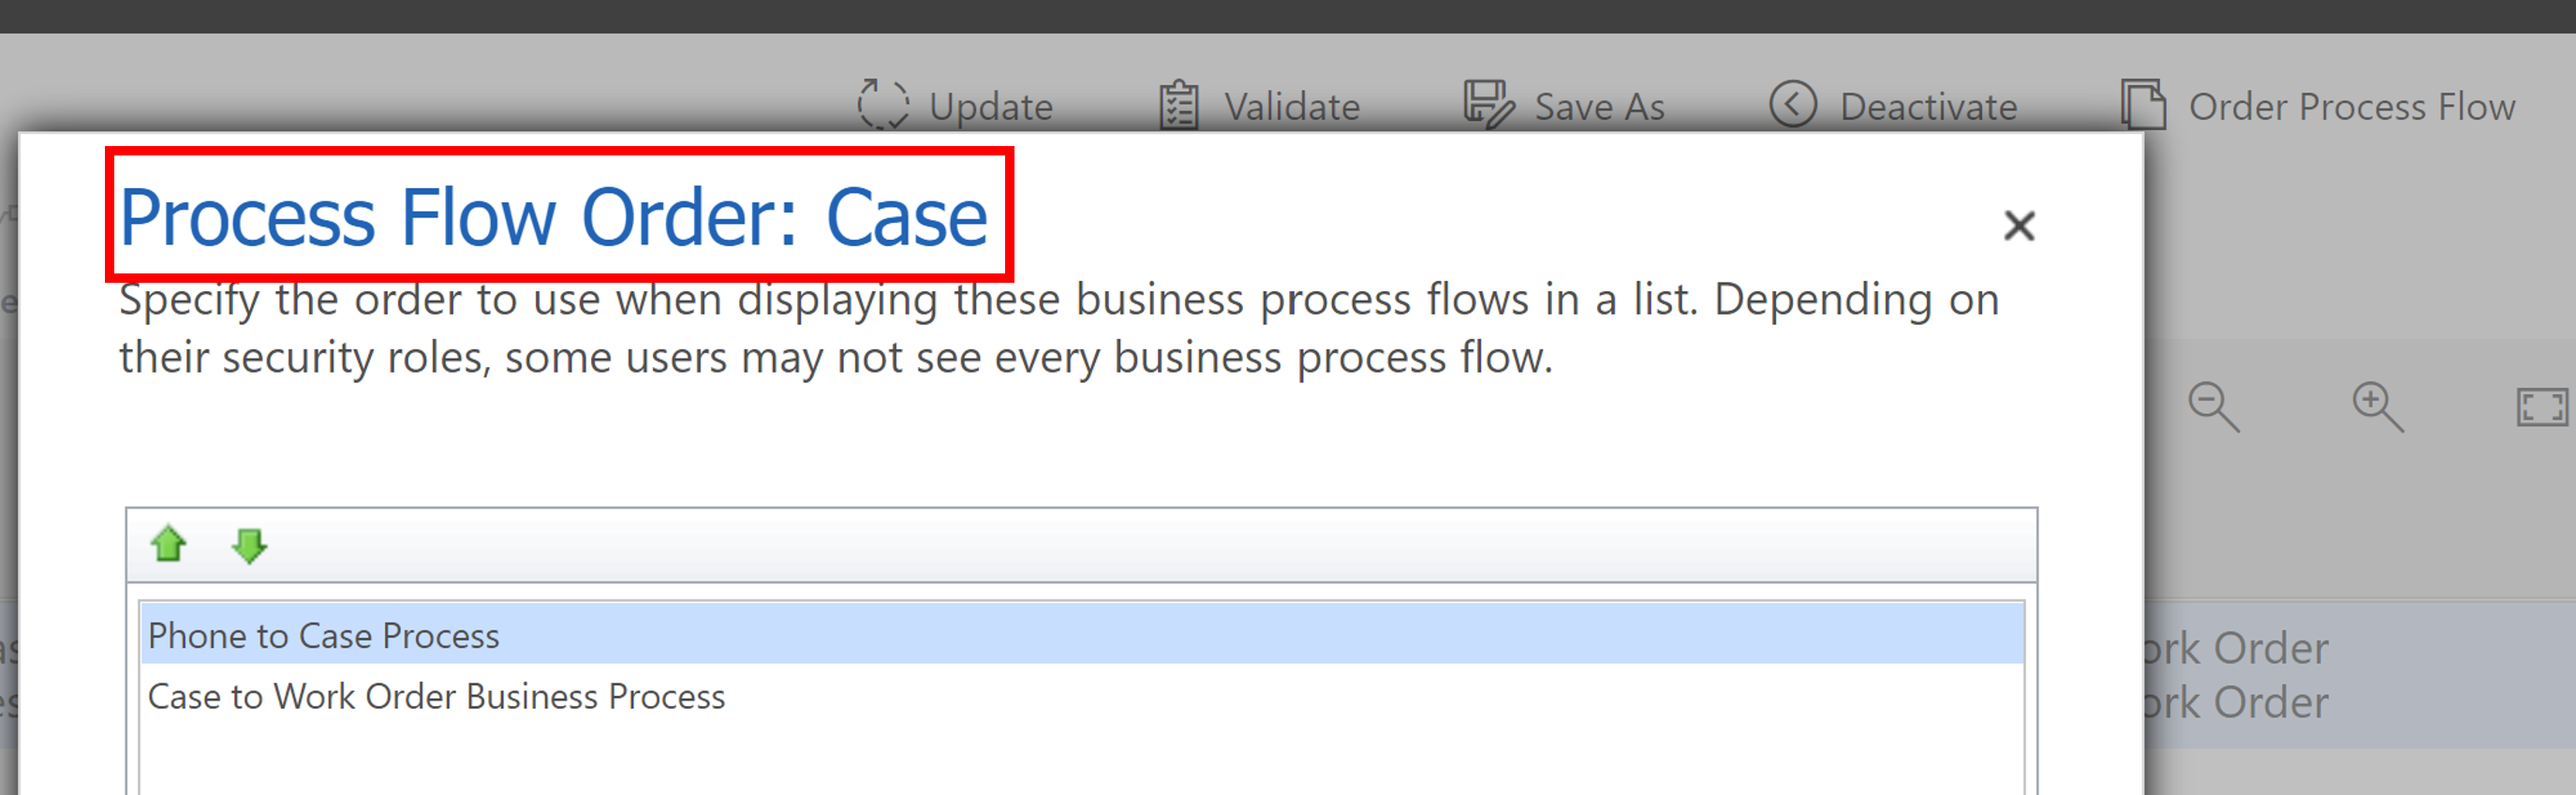 Update Validate Save As Deactivate Order Process Flow
Process Flow Order: Case
Specify the order to use when displaying these business process flows in a list. Depending on
their security roles, some users may not see every business process flow.
Phone to Case Process
Case to Work Order Business Process
Order
Order